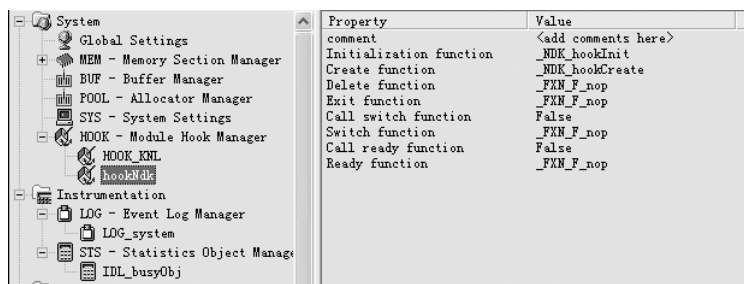 System
Global Settings
MEM - Memory Section Manager
BUF - Buffer Manager
POOL - Allocator Manager
SYS - System Settings
HOOK - Module Hook Manager
HOOK_KNL
hookNdk
Instrumentation
LOG - Event Log Manager
LOG_system
STS - Statistics Object Manage
IDL_busyObj
Property Value
comment <add comments here>
Initialization function _NDK_hookInit
Create function _NDK_hookCreate
Delete function _FXN_F_nop
Exit function _FXN_F_nop
Call switch function False
Switch function _FXN_F_nop
Call ready function False
Ready function _FXN_F_nop